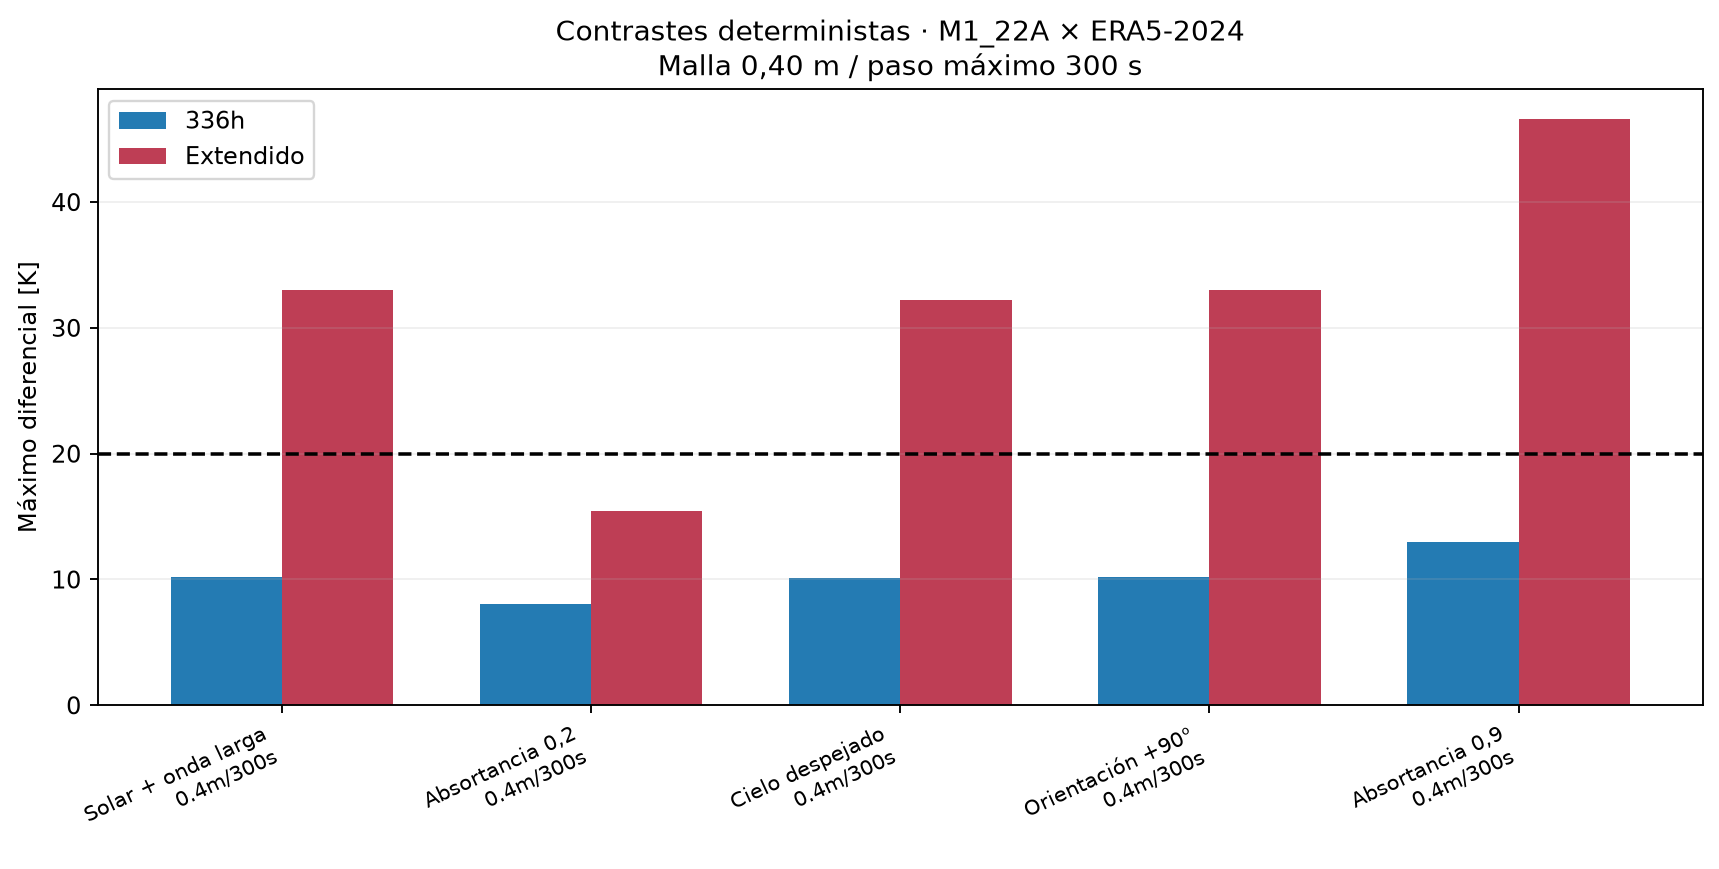 Contrastes deterministas · M1_22A × ERA5-2024
Malla 0,40 m / paso máximo 300 s
336h
Extendido
Máximo diferencial [K]
40
30
20
10
0
Solar + onda larga
0.4m/300s
Absortancia 0,2
0.4m/300s
Cielo despejado
0.4m/300s
Orientación +90°
0.4m/300s
Absortancia 0,9
0.4m/300s